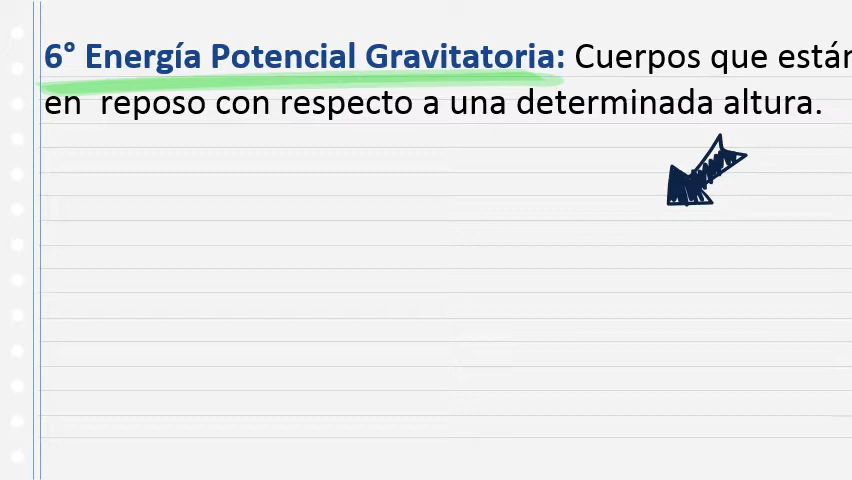 6° Energía Potencial Gravitatoria: Cuerpos que están
en reposo con respecto a una determinada altura.